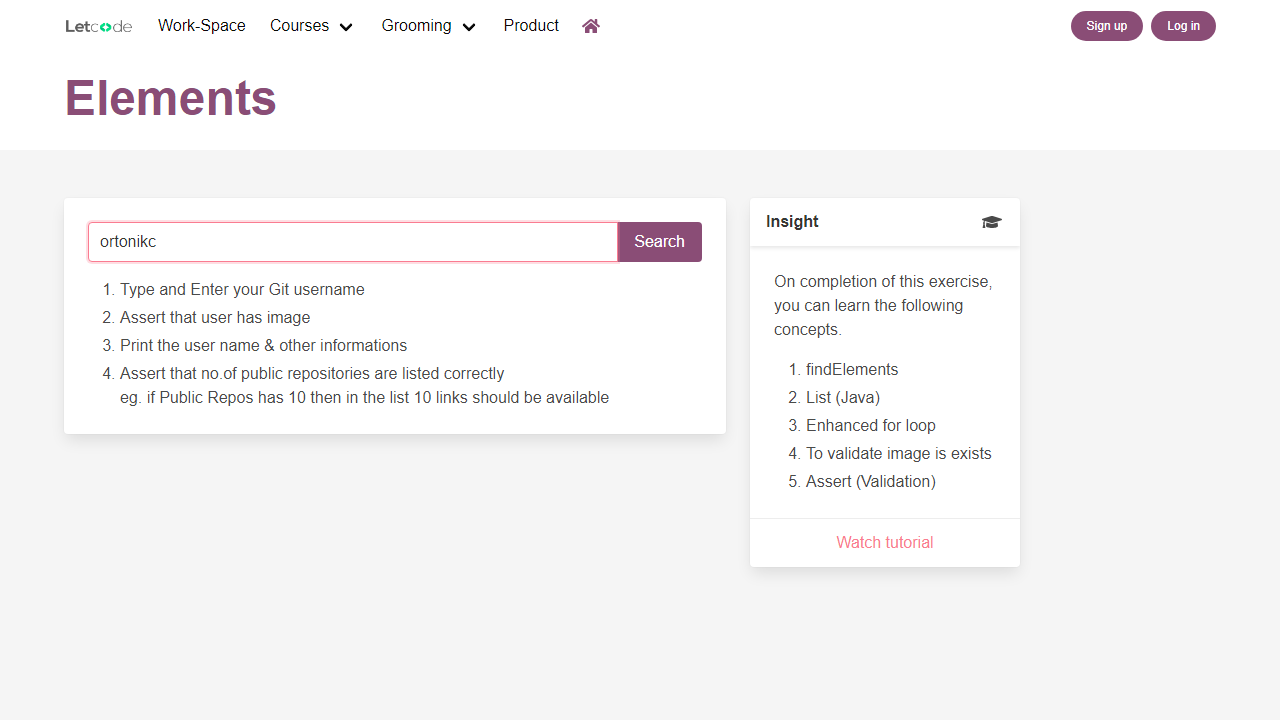 Letcode Work-Space Courses Grooming Product Sign up Log in
Elements
ortonikc Search
1. Type and Enter your Git username
2. Assert that user has image
3. Print the user name & other informations
4. Assert that no.of public repositories are listed correctly
eg. if Public Repos has 10 then in the list 10 links should be available
Insight
On completion of this exercise,
you can learn the following
concepts.
1. findElements
2. List (Java)
3. Enhanced for loop
4. To validate image is exists
5. Assert (Validation)
Watch tutorial